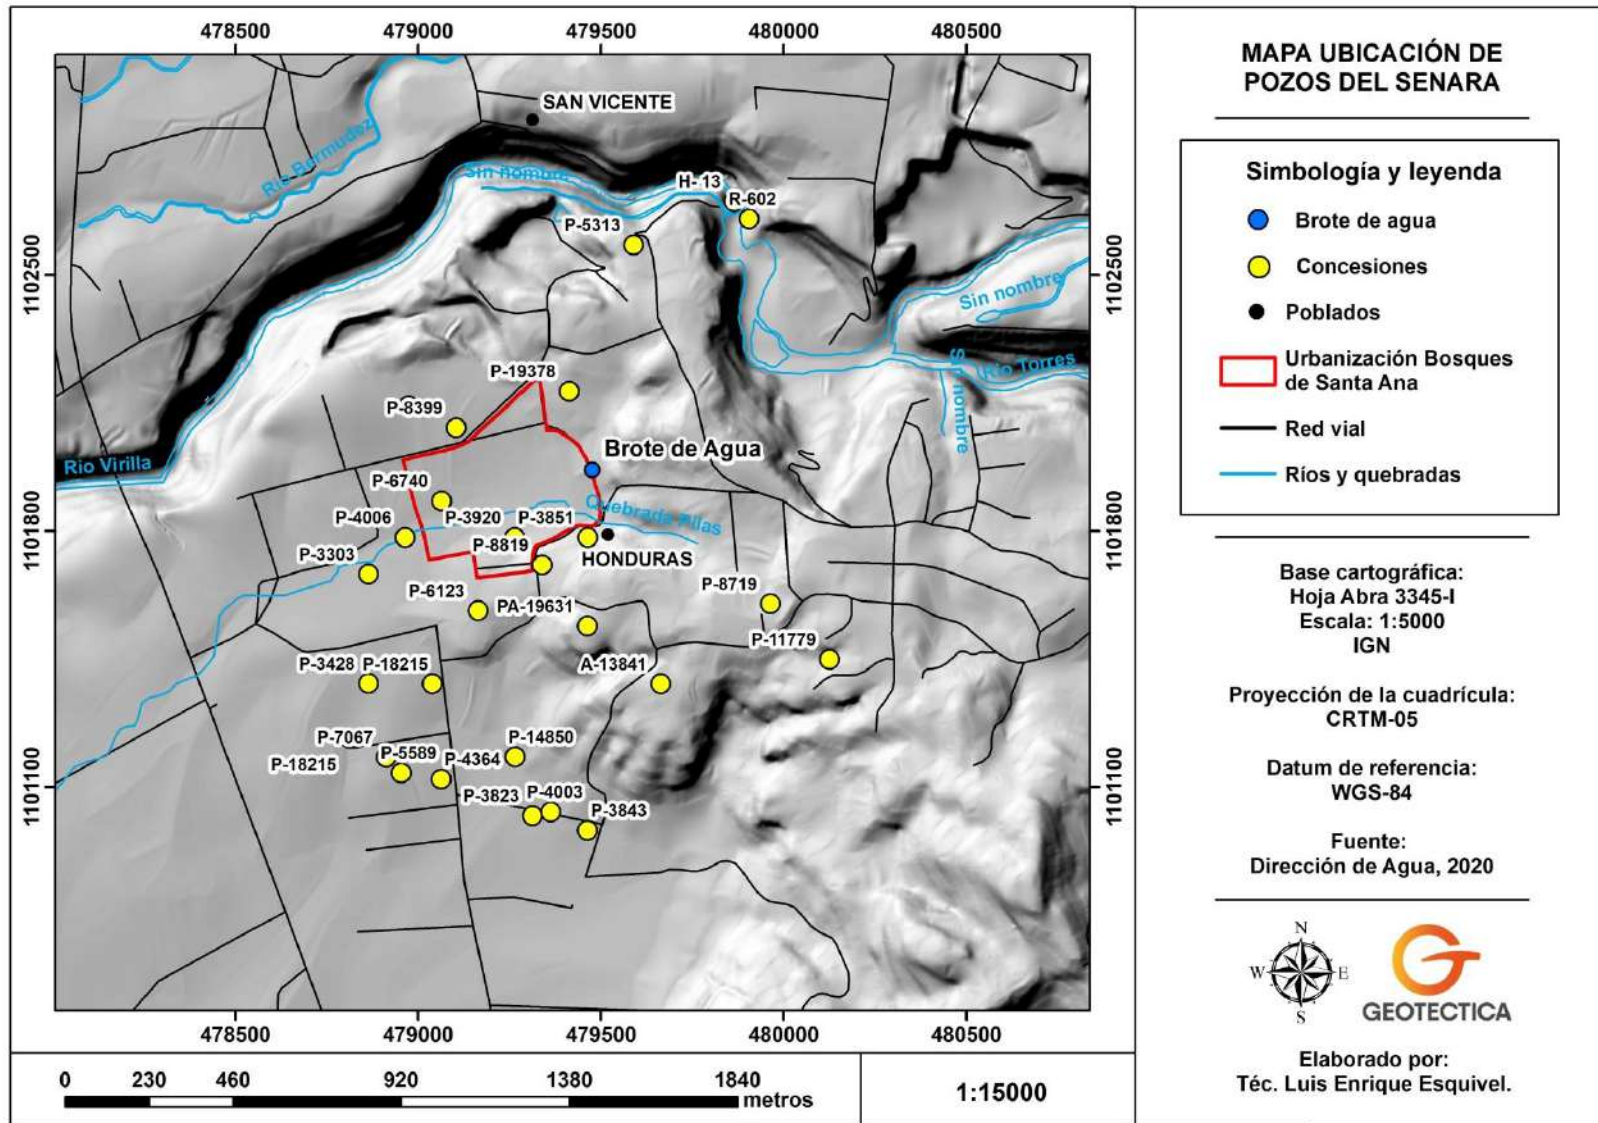 478500 479000 479500 480000 480500
SAN VICENTE
Rio Bermudez
Sin nombre
H-13
R-602
P-5313
1102500
1102500
Sin nombre
Sin nombre
Rio Torres
P-19378
P-8399
Brote de Agua
Rio Virilla
P-6740
P-4006
P-3920
P-3851
Quebrada Pilas
1101800
1101800
P-3303
P-8819
HONDURAS
P-6123
PA-19631
P-8719
P-11779
P-3428
P-18215
A-13841
P-7067
P-14850
P-18215
P-5589
P-4364
1101100
1101100
P-3823
P-4003
P-3843
478500 479000 479500 480000 480500
0 230 460 920 1380 1840
metros
1:15000
MAPA UBICACIÓN DE
POZOS DEL SENARA
Simbología y leyenda
Brote de agua
Concesiones
Poblados
Urbanización Bosques
de Santa Ana
Red vial
Ríos y quebradas
Base cartográfica:
Hoja Abra 3345-I
Escala: 1:5000
IGN
Proyección de la cuadrícula:
CRTM-05
Datum de referencia:
WGS-84
Fuente:
Dirección de Agua, 2020
N
W E
S
GEOTECTICA
Elaborado por:
Téc. Luis Enrique Esquivel.